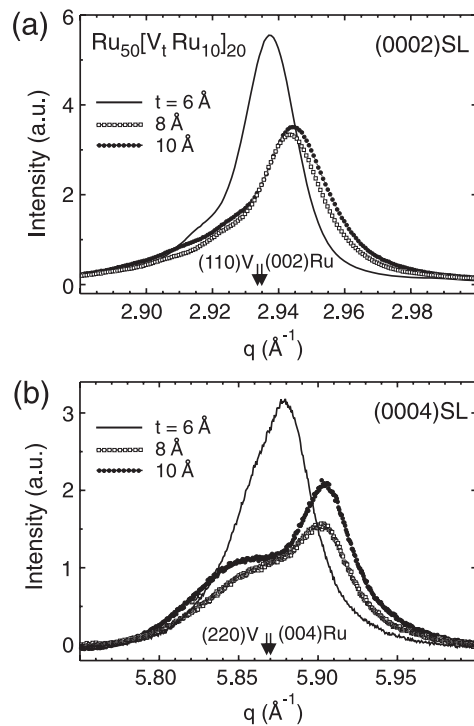 (a)
Ru50[VtRu10]20
(0002)SL
t = 6 Å
8 Å
10 Å
Intensity (a.u.)
6
4
2
0
(110)V
(002)Ru
2.90 2.92 2.94 2.96 2.98
q (Å-1)
(b)
(0004)SL
t = 6 Å
8 Å
10 Å
Intensity (a.u.)
3
2
1
0
(220)V
(004)Ru
5.80 5.85 5.90 5.95
q (Å-1)